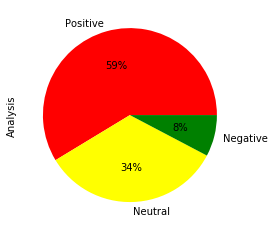 Positive
59%
Analysis
8%
Negative
34%
Neutral